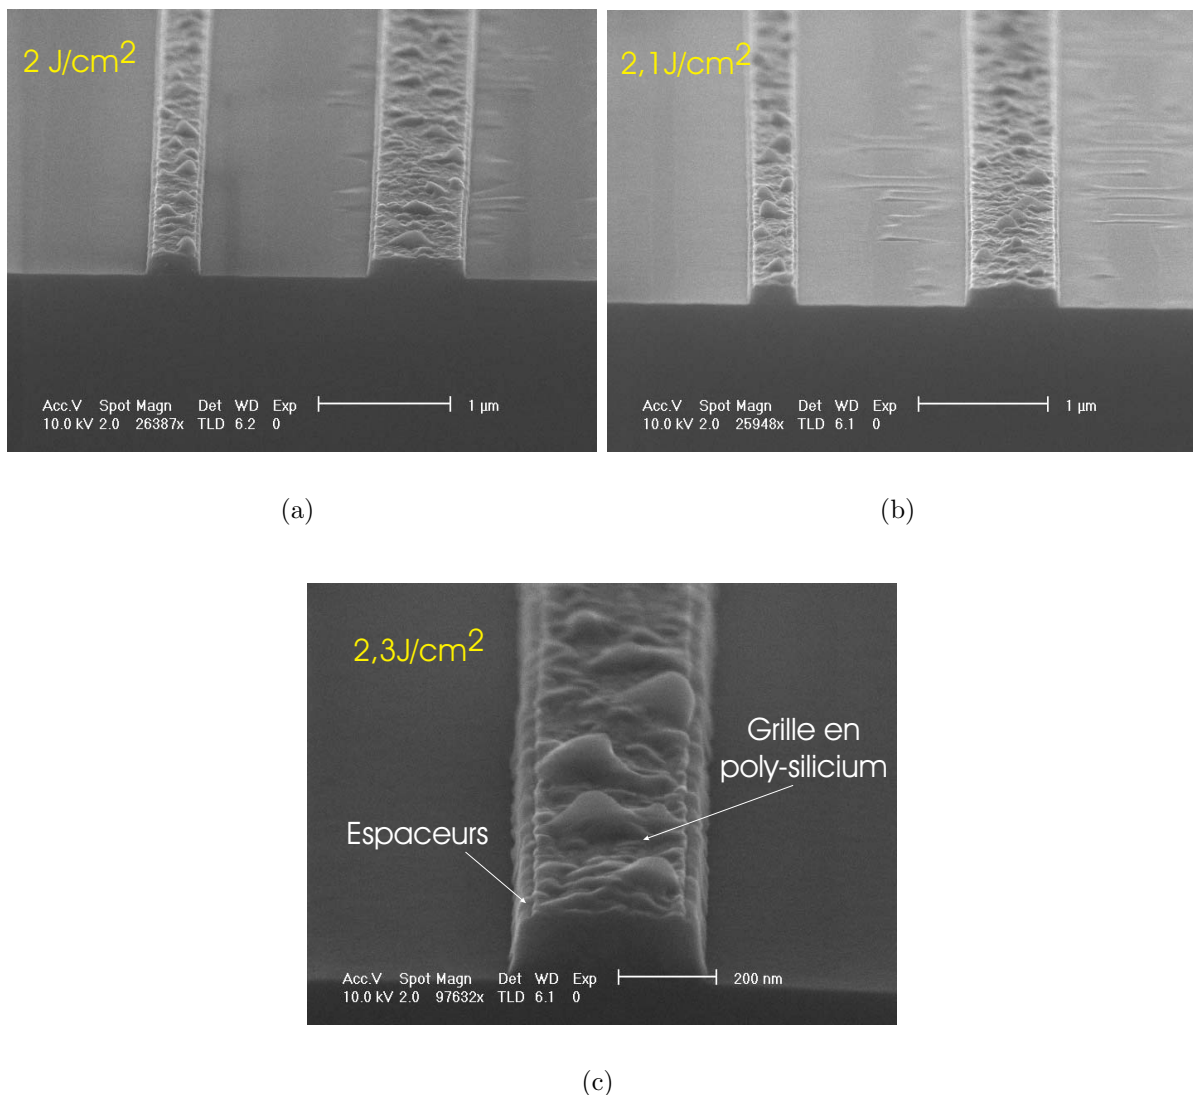 2 J/cm2
Acc.V Spot Magn Det WD Exp 1 µm
10.0 kV 2.0 26387x TLD 6.2 0
(a)
2,1J/cm2
Acc.V Spot Magn Det WD Exp 1 µm
10.0 kV 2.0 25948x TLD 6.1 0
(b)
2,3J/cm2
Grille en
poly-silicium
Espaceurs
Acc.V Spot Magn Det WD Exp 200 nm
10.0 kV 2.0 97632x TLD 6.1 0
(c)